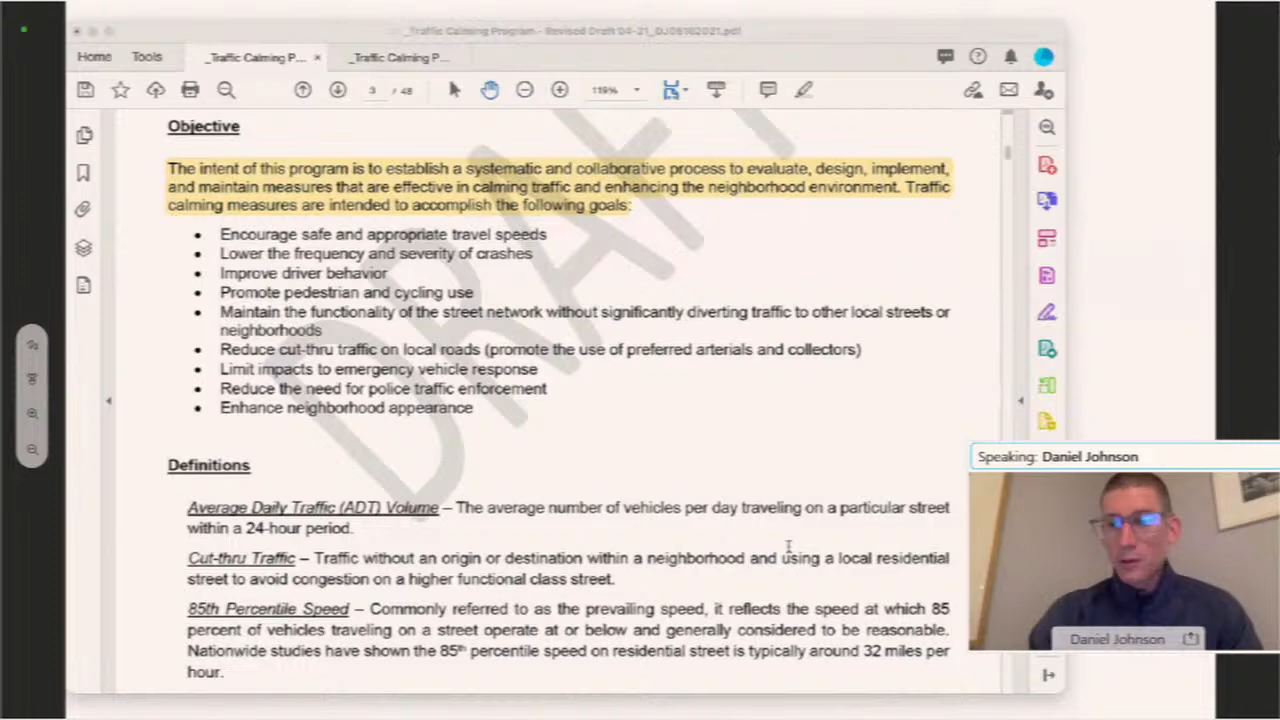 _Traffic Calming Program - Revised Draft 04-21_DJ05102021.pdf
Home Tools _Traffic Calming P... × _Traffic Calming P...
3 / 48 119%
Objective
The intent of this program is to establish a systematic and collaborative process to evaluate, design, implement,
and maintain measures that are effective in calming traffic and enhancing the neighborhood environment. Traffic
calming measures are intended to accomplish the following goals:
• Encourage safe and appropriate travel speeds
• Lower the frequency and severity of crashes
• Improve driver behavior
• Promote pedestrian and cycling use
• Maintain the functionality of the street network without significantly diverting traffic to other local streets or
neighborhoods
• Reduce cut-thru traffic on local roads (promote the use of preferred arterials and collectors)
• Limit impacts to emergency vehicle response
• Reduce the need for police traffic enforcement
• Enhance neighborhood appearance
DRAFT
Definitions
Average Daily Traffic (ADT) Volume – The average number of vehicles per day traveling on a particular street
within a 24-hour period.
Cut-thru Traffic – Traffic without an origin or destination within a neighborhood and using a local residential
street to avoid congestion on a higher functional class street.
85th Percentile Speed – Commonly referred to as the prevailing speed, it reflects the speed at which 85
percent of vehicles traveling on a street operate at or below and generally considered to be reasonable.
Nationwide studies have shown the 85th percentile speed on residential street is typically around 32 miles per
hour.
Speaking: Daniel Johnson
Daniel Johnson